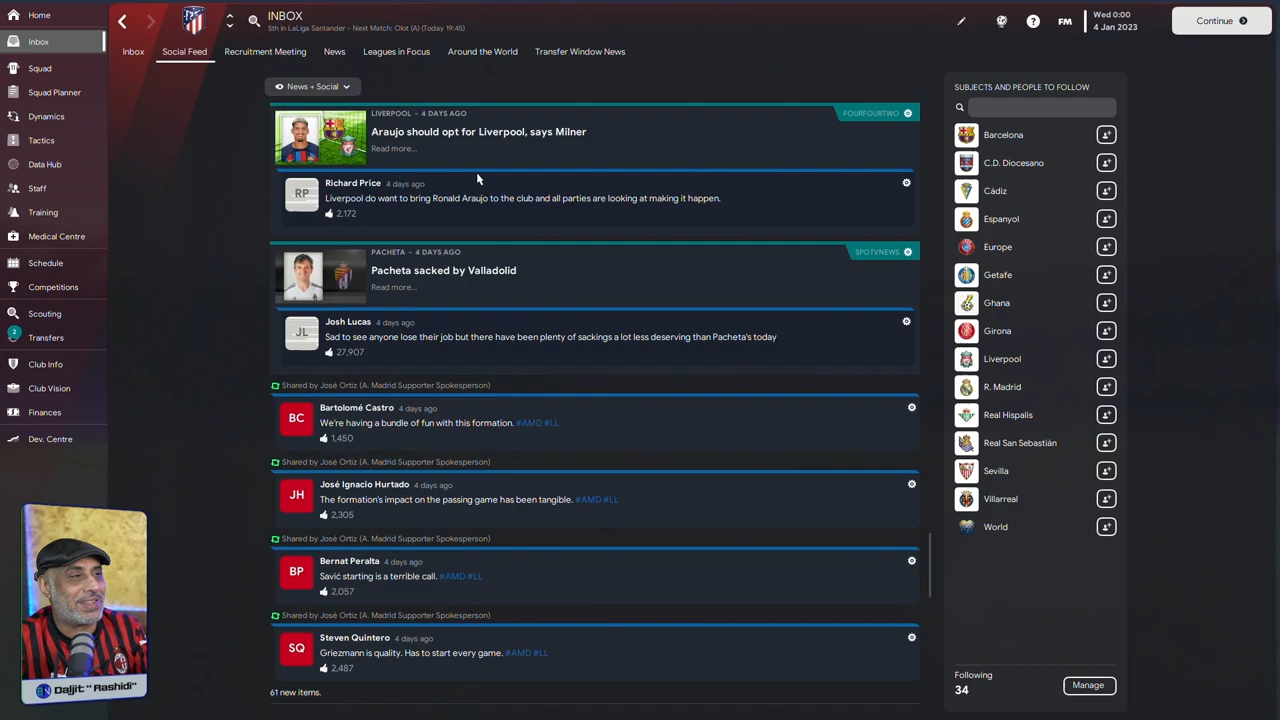 Home
Inbox
Squad
Squad Planner
Dynamics
Tactics
Data Hub
Staff
Training
Medical Centre
Schedule
Competitions
Scouting
2
Transfers
Club Info
Club Vision
Finances
Dev. Centre
INBOX
5th in LaLiga Santander - Next Match: Olot (A) (Today 19:45)
FM
Wed 0:00
4 Jan 2023
Continue
Inbox
Social Feed
Recruitment Meeting
News
Leagues in Focus
Around the World
Transfer Window News
News + Social
LIVERPOOL - 4 DAYS AGO
FOURFOURTWO
Araujo should opt for Liverpool, says Milner
Read more...
RP
Richard Price 4 days ago
Liverpool do want to bring Ronald Araujo to the club and all parties are looking at making it happen.
2,172
PACHETA - 4 DAYS AGO
SPOTVNEWS
Pacheta sacked by Valladolid
Read more...
JL
Josh Lucas 4 days ago
Sad to see anyone lose their job but there have been plenty of sackings a lot less deserving than Pacheta's today
27,907
Shared by José Ortiz (A. Madrid Supporter Spokesperson)
BC
Bartolomé Castro 4 days ago
We're having a bundle of fun with this formation. #AMD #LL
1,450
Shared by José Ortiz (A. Madrid Supporter Spokesperson)
JH
José Ignacio Hurtado 4 days ago
The formation's impact on the passing game has been tangible. #AMD #LL
2,305
Shared by José Ortiz (A. Madrid Supporter Spokesperson)
BP
Bernat Peralta 4 days ago
Savić starting is a terrible call. #AMD #LL
2,057
Shared by José Ortiz (A. Madrid Supporter Spokesperson)
SQ
Steven Quintero 4 days ago
Griezmann is quality. Has to start every game. #AMD #LL
2,487
61 new items.
SUBJECTS AND PEOPLE TO FOLLOW
Barcelona
C.D. Diocesano
Cádiz
Espanyol
Europe
Getafe
Ghana
Girona
Liverpool
R. Madrid
Real Hispalis
Real San Sebastián
Sevilla
Villarreal
World
Following
34
Manage
Daljit "Rashidi"